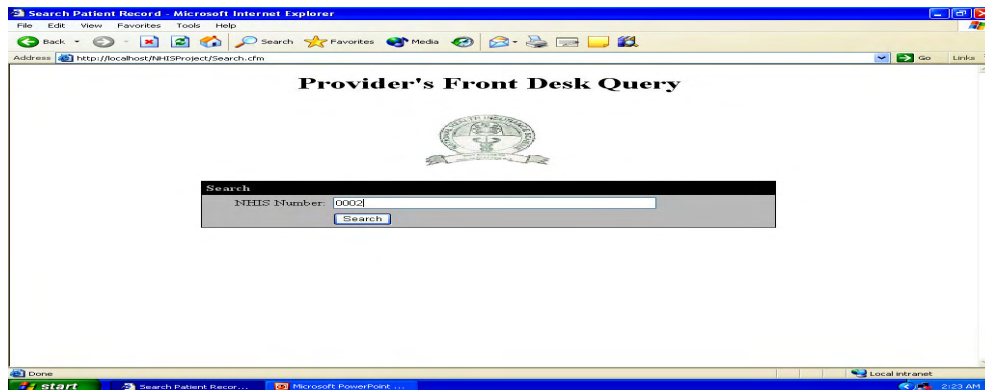 Search Patient Record - Microsoft Internet Explorer
File Edit View Favorites Tools Help
Back Search Favorites Media
Address http://localhost/NHISProject/Search.cfm Go Links
Provider's Front Desk Query
Search
NHIS Number: 0002
Search
Done Local intranet
start Search Patient Recor... Microsoft PowerPoint ... 2:23 AM